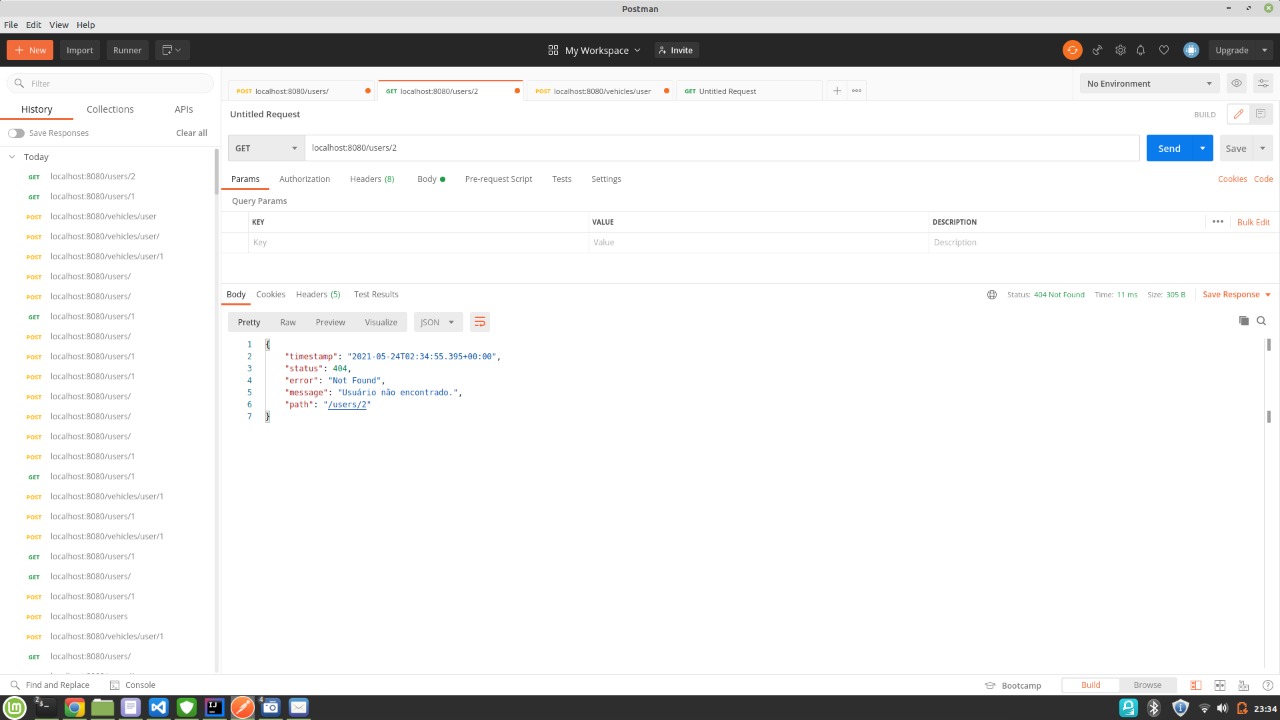 Postman
File Edit View Help
New Import Runner My Workspace Invite Upgrade
Filter
History Collections APIs
Save Responses Clear all
Today
GET localhost:8080/users/2
GET localhost:8080/users/1
POST localhost:8080/vehicles/user
POST localhost:8080/vehicles/user/
POST localhost:8080/vehicles/user/1
POST localhost:8080/users/
POST localhost:8080/users/
GET localhost:8080/users/1
POST localhost:8080/users/
POST localhost:8080/users/1
POST localhost:8080/users/1
POST localhost:8080/users/
POST localhost:8080/users/
POST localhost:8080/users/
POST localhost:8080/users/1
GET localhost:8080/users/1
POST localhost:8080/vehicles/user/1
POST localhost:8080/users/1
POST localhost:8080/vehicles/user/1
GET localhost:8080/users/1
GET localhost:8080/users/
POST localhost:8080/users/1
POST localhost:8080/users
POST localhost:8080/vehicles/user/1
GET localhost:8080/users/
POST localhost:8080/users/ GET localhost:8080/users/2 POST localhost:8080/vehicles/user GET Untitled Request No Environment
Untitled Request BUILD
GET localhost:8080/users/2 Send Save
Params Authorization Headers (8) Body Pre-request Script Tests Settings Cookies Code
Query Params
KEY VALUE DESCRIPTION Bulk Edit
Key Value Description
Body Cookies Headers (5) Test Results Status: 404 Not Found Time: 11 ms Size: 305 B Save Response
Pretty Raw Preview Visualize JSON
1 {
2 "timestamp": "2021-05-24T02:34:55.395+00:00",
3 "status": 404,
4 "error": "Not Found",
5 "message": "Usuário não encontrado.",
6 "path": "/users/2"
7 }
Find and Replace Console Bootcamp Build Browse
2 IJ 4 23:34